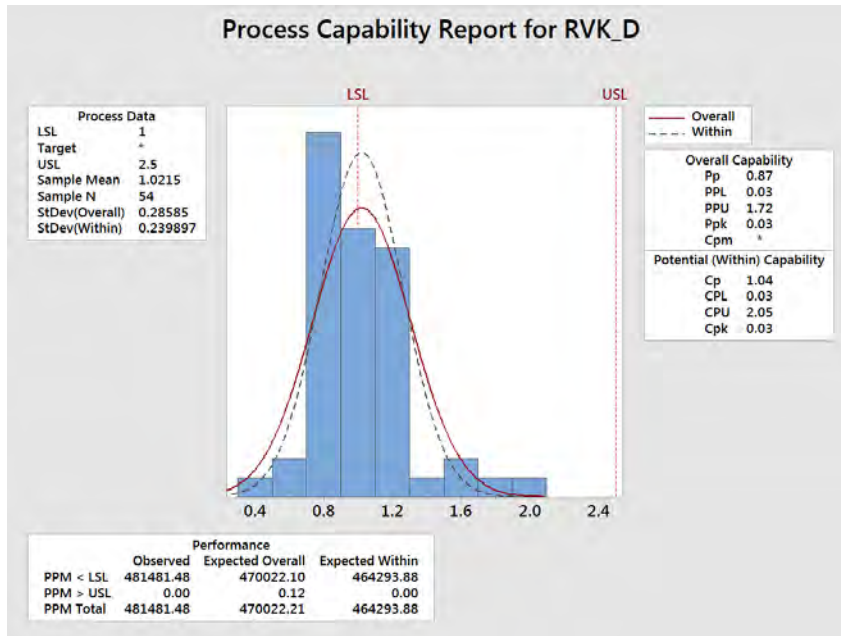 Process Capability Report for RVK_D
LSL USL
Process Data
LSL 1
Target *
USL 2.5
Sample Mean 1.0215
Sample N 54
StDev(Overall) 0.28585
StDev(Within) 0.239897
Overall
Within
Overall Capability
Pp 0.87
PPL 0.03
PPU 1.72
Ppk 0.03
Cpm *
Potential (Within) Capability
Cp 1.04
CPL 0.03
CPU 2.05
Cpk 0.03
0.4 0.8 1.2 1.6 2.0 2.4
Performance
Observed Expected Overall Expected Within
PPM < LSL 481481.48 470022.10 464293.88
PPM > USL 0.00 0.12 0.00
PPM Total 481481.48 470022.21 464293.88